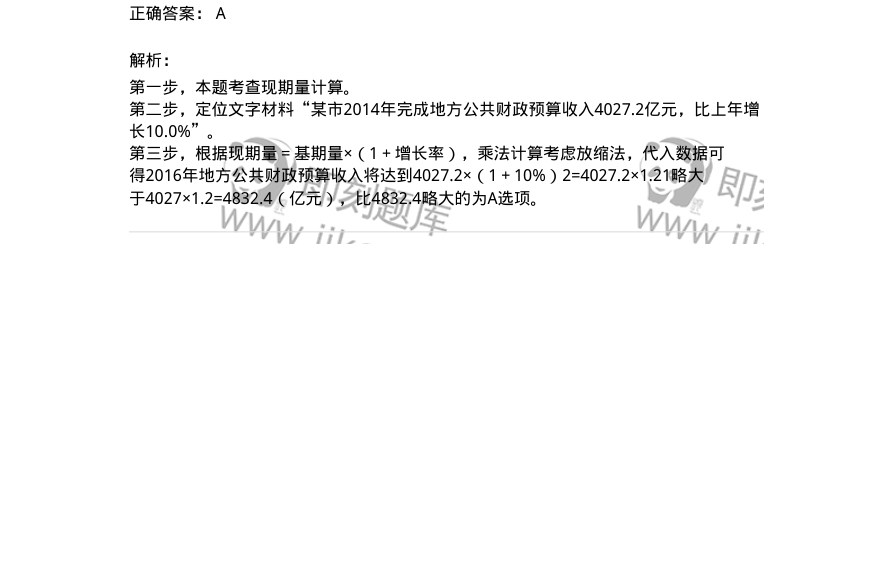 正确答案： A
解析：
第一步，本题考查现期量计算。
第二步，定位文字材料“某市2014年完成地方公共财政预算收入4027.2亿元，比上年增
长10.0%”。
第三步，根据现期量＝基期量×（1＋增长率），乘法计算考虑放缩法，代入数据可
得2016年地方公共财政预算收入将达到4027.2×（1＋10%）2=4027.2×1.21略大
于4027×1.2=4832.4（亿元），比4832.4略大的为A选项。
即刻题库
即刻